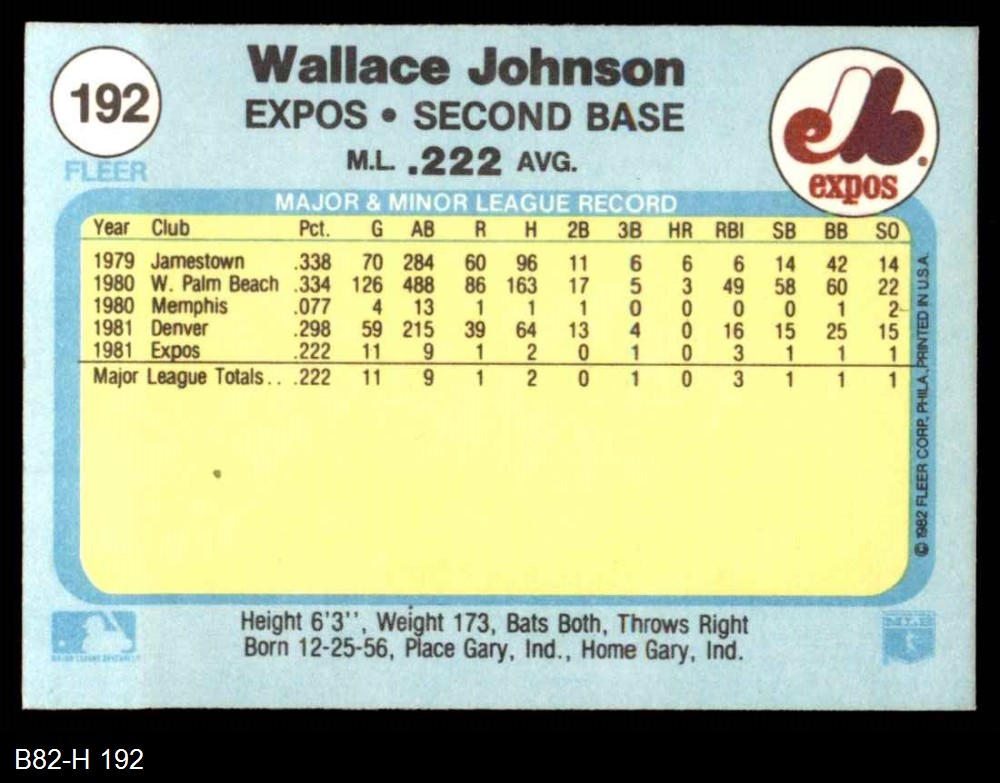 192
FLEER
Wallace Johnson
EXPOS • SECOND BASE
M.L. .222 AVG.
expos
MAJOR & MINOR LEAGUE RECORD
Year Club Pct. G AB R H 2B 3B HR RBI SB BB SO
1979 Jamestown .338 70 284 60 96 11 6 6 6 14 42 14
1980 W. Palm Beach .334 126 488 86 163 17 5 3 49 58 60 22
1980 Memphis .077 4 13 1 1 1 0 0 0 0 1 2
1981 Denver .298 59 215 39 64 13 4 0 16 15 25 15
1981 Expos .222 11 9 1 2 0 1 0 3 1 1 1
Major League Totals. . .222 11 9 1 2 0 1 0 3 1 1 1
© 1982 FLEER CORP. PHILA. PRINTED IN U.S.A.
Height 6'3'', Weight 173, Bats Both, Throws Right
Born 12-25-56, Place Gary, Ind., Home Gary, Ind.
B82-H 192